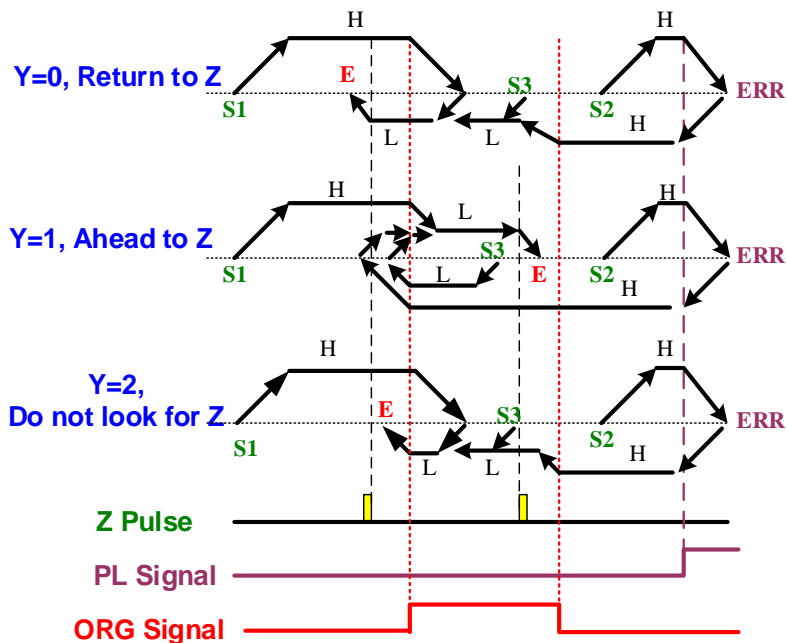 H
H
Y=0, Return to Z
E
S1
S3
S2
ERR
L
L
H
H
L
H
Y=1, Ahead to Z
S1
S3
E
S2
ERR
L
H
H
H
Y=2,
Do not look for Z
E
S1
S3
S2
ERR
L
L
H
Z Pulse
PL Signal
ORG Signal